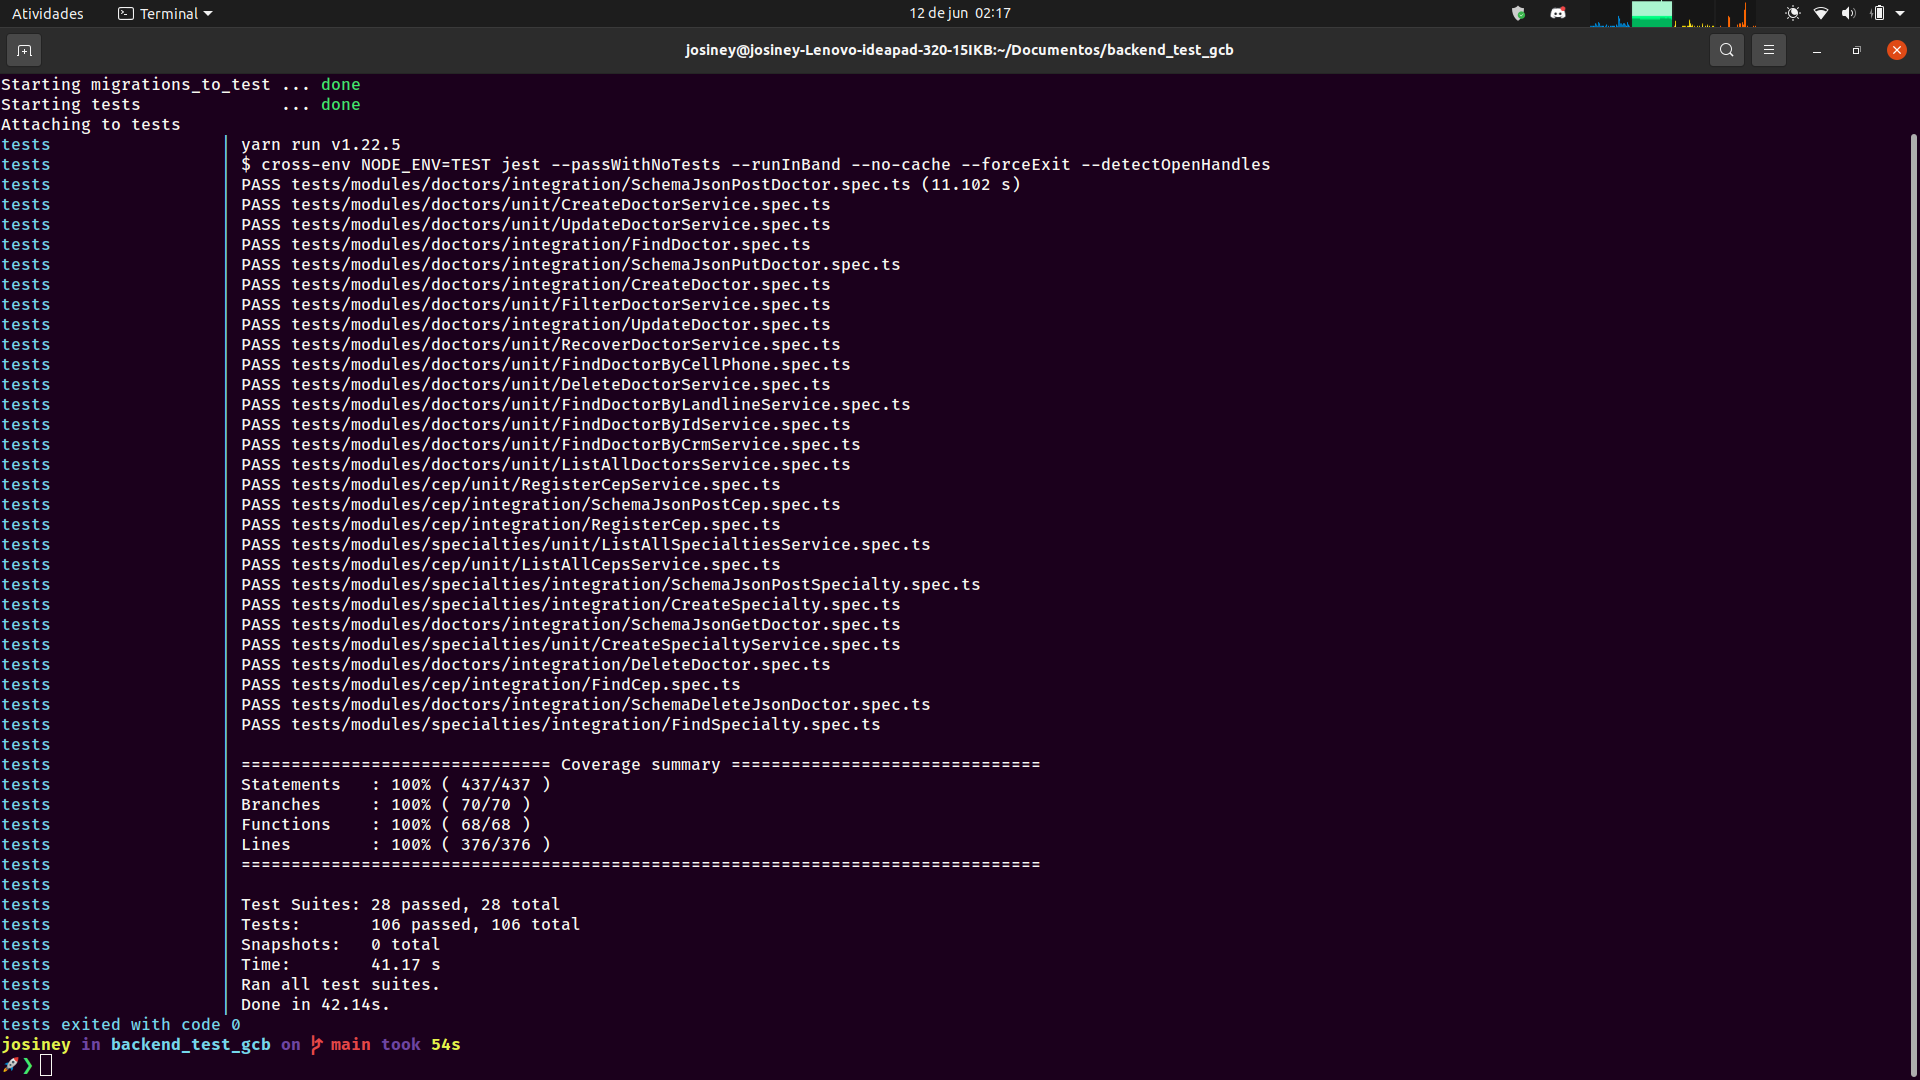 Atividades Terminal 12 de jun 02:17
josiney@josiney-Lenovo-ideapad-320-15IKB:~/Documentos/backend_test_gcb
Starting migrations_to_test ... done
Starting tests              ... done
Attaching to tests
tests | yarn run v1.22.5
tests | $ cross-env NODE_ENV=TEST jest --passWithNoTests --runInBand --no-cache --forceExit --detectOpenHandles
tests | PASS tests/modules/doctors/integration/SchemaJsonPostDoctor.spec.ts (11.102 s)
tests | PASS tests/modules/doctors/unit/CreateDoctorService.spec.ts
tests | PASS tests/modules/doctors/unit/UpdateDoctorService.spec.ts
tests | PASS tests/modules/doctors/integration/FindDoctor.spec.ts
tests | PASS tests/modules/doctors/integration/SchemaJsonPutDoctor.spec.ts
tests | PASS tests/modules/doctors/integration/CreateDoctor.spec.ts
tests | PASS tests/modules/doctors/unit/FilterDoctorService.spec.ts
tests | PASS tests/modules/doctors/integration/UpdateDoctor.spec.ts
tests | PASS tests/modules/doctors/unit/RecoverDoctorService.spec.ts
tests | PASS tests/modules/doctors/unit/FindDoctorByCellPhone.spec.ts
tests | PASS tests/modules/doctors/unit/DeleteDoctorService.spec.ts
tests | PASS tests/modules/doctors/unit/FindDoctorByLandlineService.spec.ts
tests | PASS tests/modules/doctors/unit/FindDoctorByIdService.spec.ts
tests | PASS tests/modules/doctors/unit/FindDoctorByCrmService.spec.ts
tests | PASS tests/modules/doctors/unit/ListAllDoctorsService.spec.ts
tests | PASS tests/modules/cep/unit/RegisterCepService.spec.ts
tests | PASS tests/modules/cep/integration/SchemaJsonPostCep.spec.ts
tests | PASS tests/modules/cep/integration/RegisterCep.spec.ts
tests | PASS tests/modules/specialties/unit/ListAllSpecialtiesService.spec.ts
tests | PASS tests/modules/cep/unit/ListAllCepsService.spec.ts
tests | PASS tests/modules/specialties/integration/SchemaJsonPostSpecialty.spec.ts
tests | PASS tests/modules/specialties/integration/CreateSpecialty.spec.ts
tests | PASS tests/modules/doctors/integration/SchemaJsonGetDoctor.spec.ts
tests | PASS tests/modules/specialties/unit/CreateSpecialtyService.spec.ts
tests | PASS tests/modules/doctors/integration/DeleteDoctor.spec.ts
tests | PASS tests/modules/cep/integration/FindCep.spec.ts
tests | PASS tests/modules/doctors/integration/SchemaDeleteJsonDoctor.spec.ts
tests | PASS tests/modules/specialties/integration/FindSpecialty.spec.ts
tests |
tests | =============================== Coverage summary ===============================
tests | Statements   : 100% ( 437/437 )
tests | Branches     : 100% ( 70/70 )
tests | Functions    : 100% ( 68/68 )
tests | Lines        : 100% ( 376/376 )
tests | ================================================================================
tests |
tests | Test Suites: 28 passed, 28 total
tests | Tests:       106 passed, 106 total
tests | Snapshots:   0 total
tests | Time:        41.17 s
tests | Ran all test suites.
tests | Done in 42.14s.
tests exited with code 0
josiney in backend_test_gcb on main took 54s
🚀❯